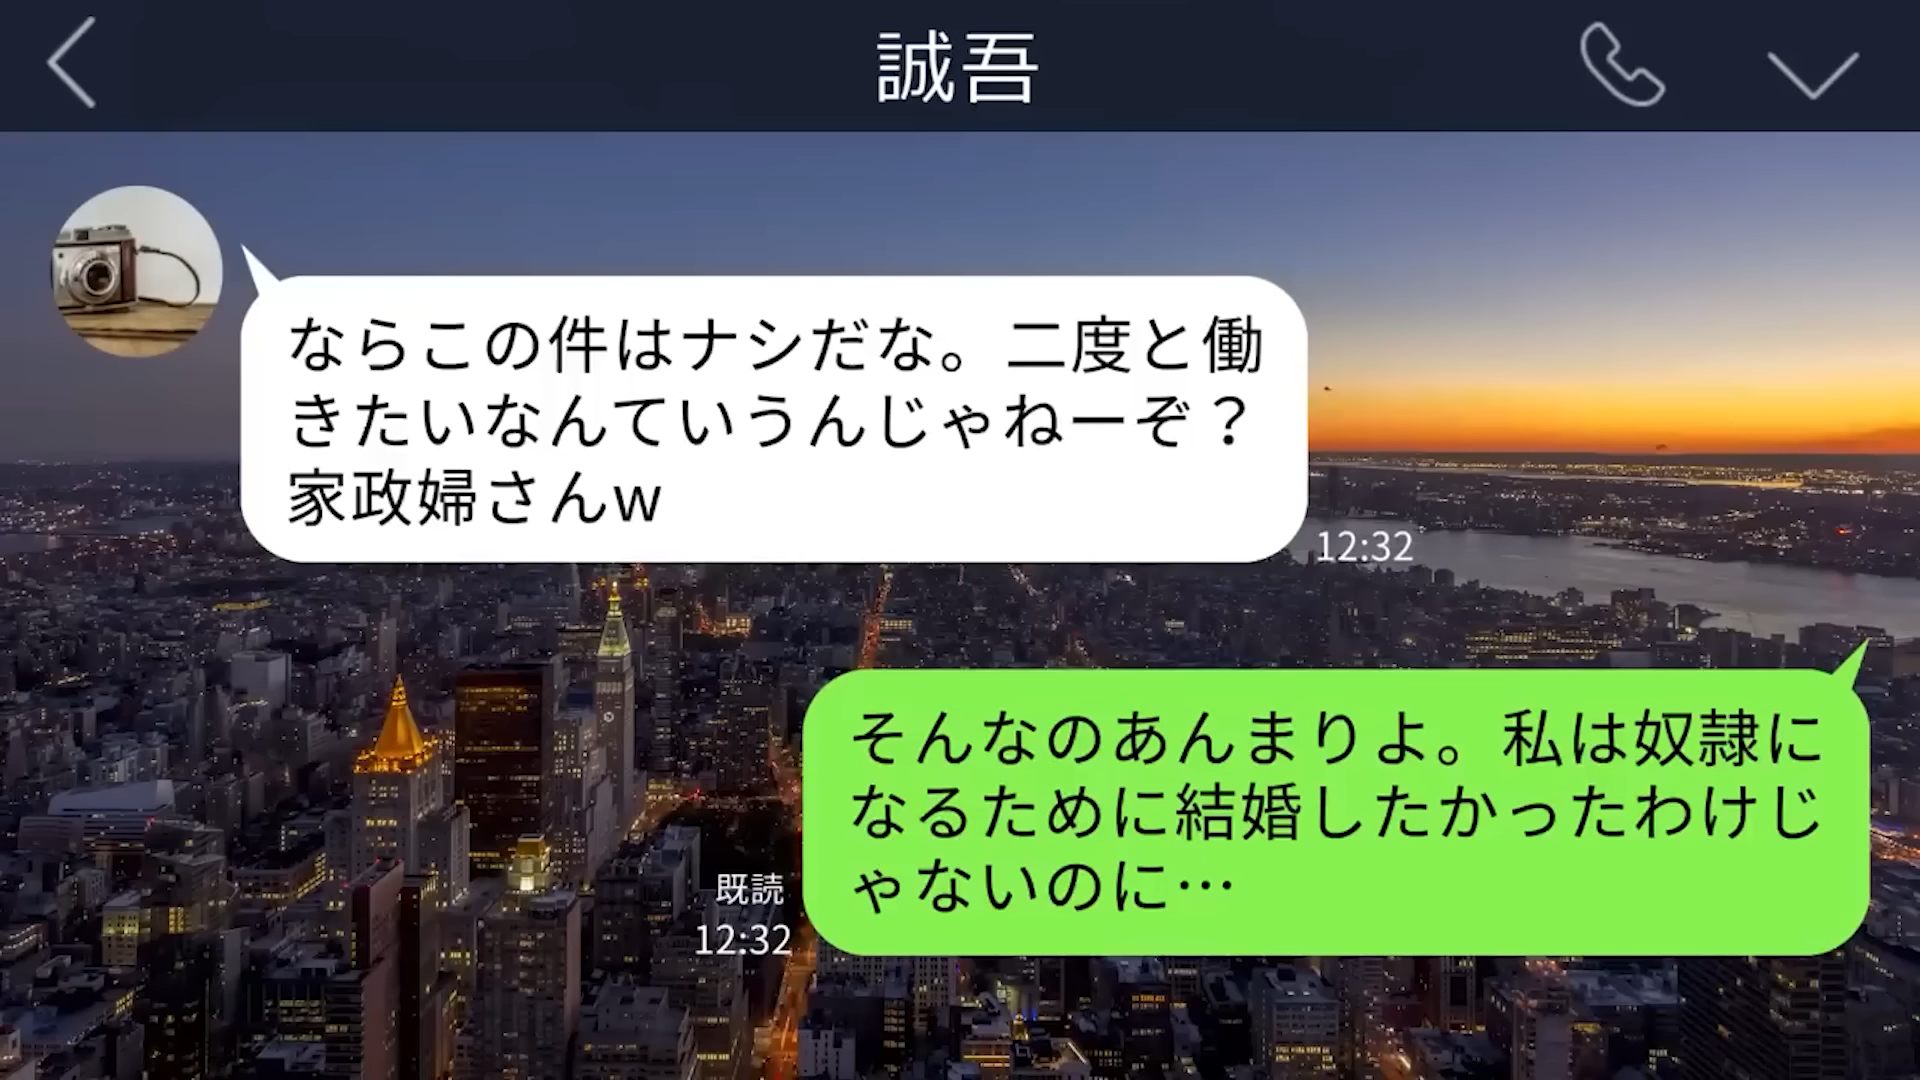 誠吾
ならこの件はナシだな。二度と働
きたいなんていうんじゃねーぞ？
家政婦さんw
12:32
そんなのあんまりよ。私は奴隷に
なるために結婚したかったわけじ
ゃないのに…
既読
12:32